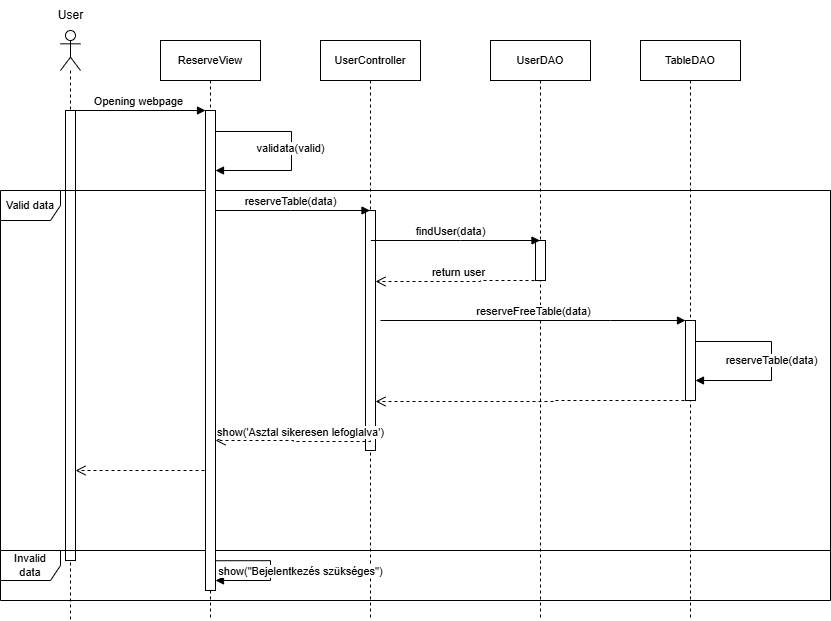 User
ReserveView
UserController
UserDAO
TableDAO
Opening webpage
validata(valid)
Valid data
reserveTable(data)
findUser(data)
return user
reserveFreeTable(data)
reserveTable(data)
show('Asztal sikeresen lefoglalva')
Invalid
data
show("Bejelentkezés szükséges")